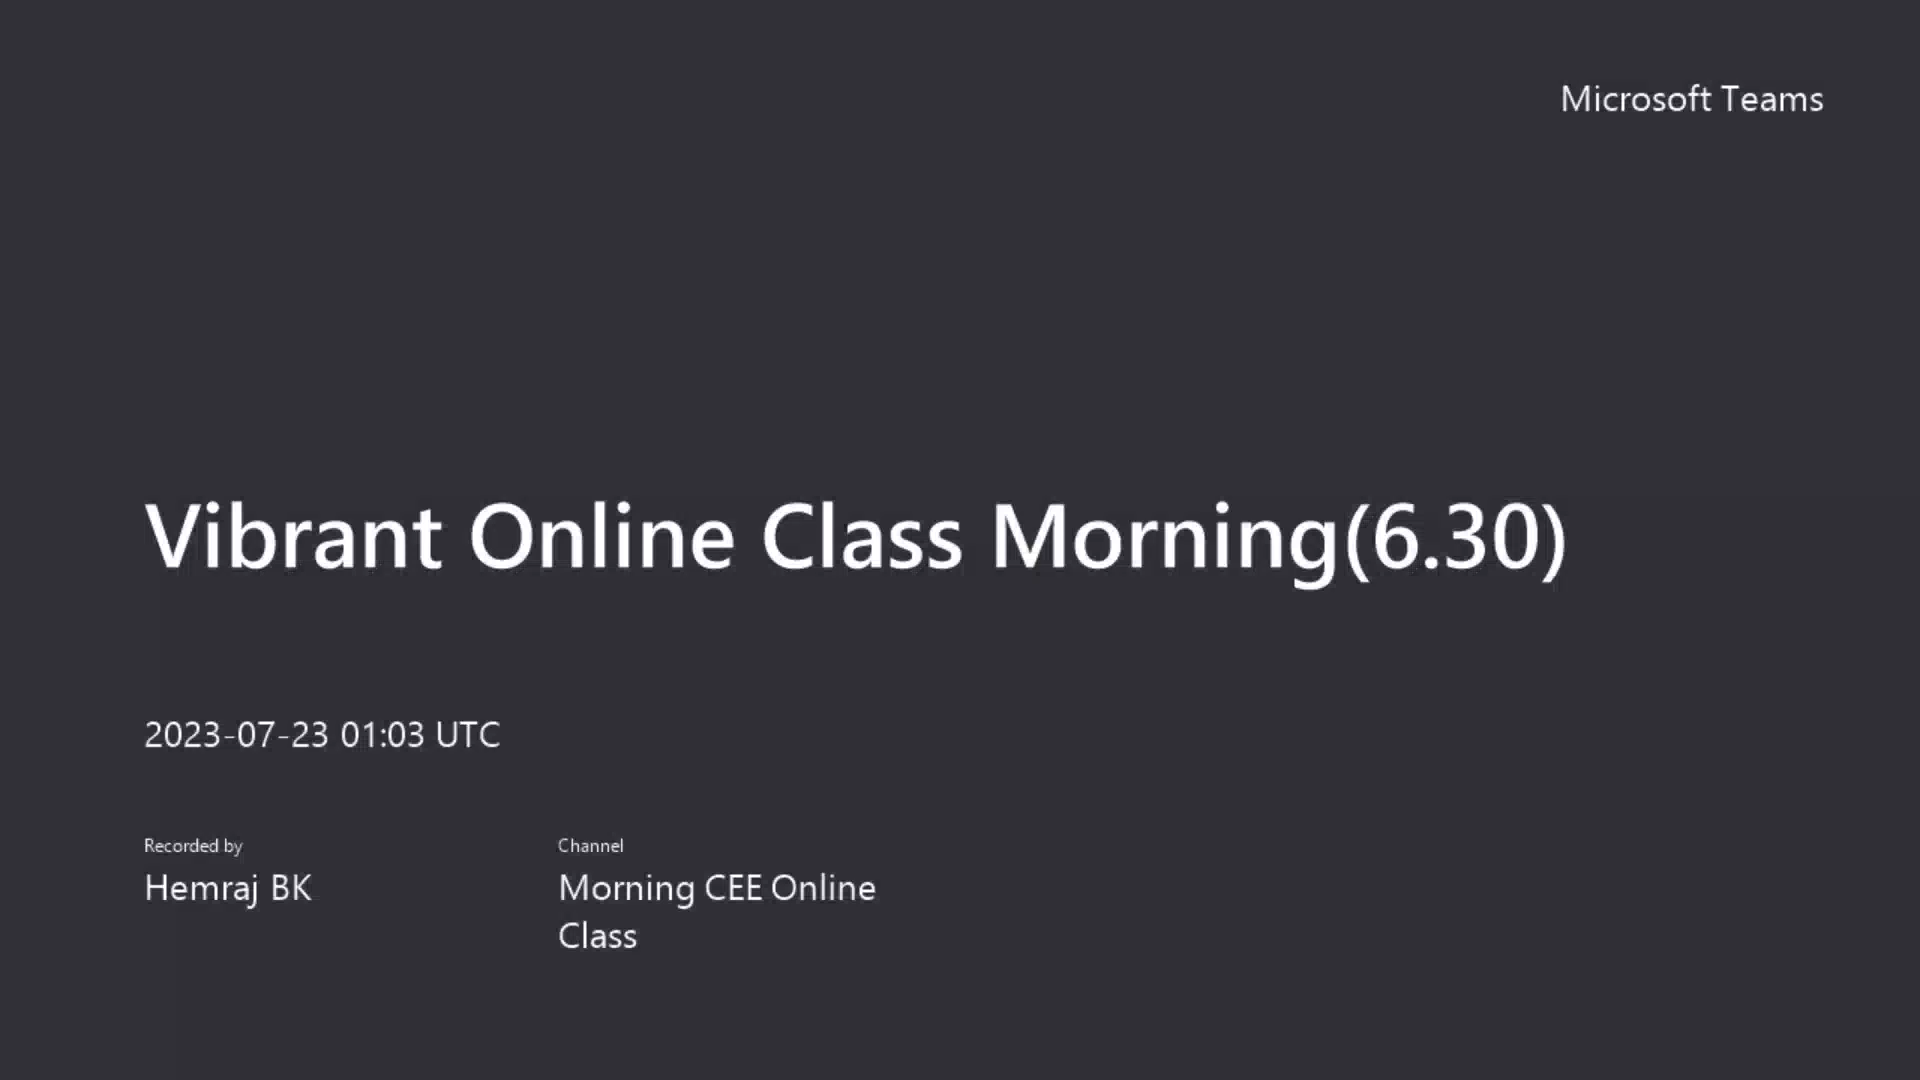 Microsoft Teams
Vibrant Online Class Morning(6.30)
2023-07-23 01:03 UTC
Recorded by
Hemraj BK
Channel
Morning CEE Online
Class